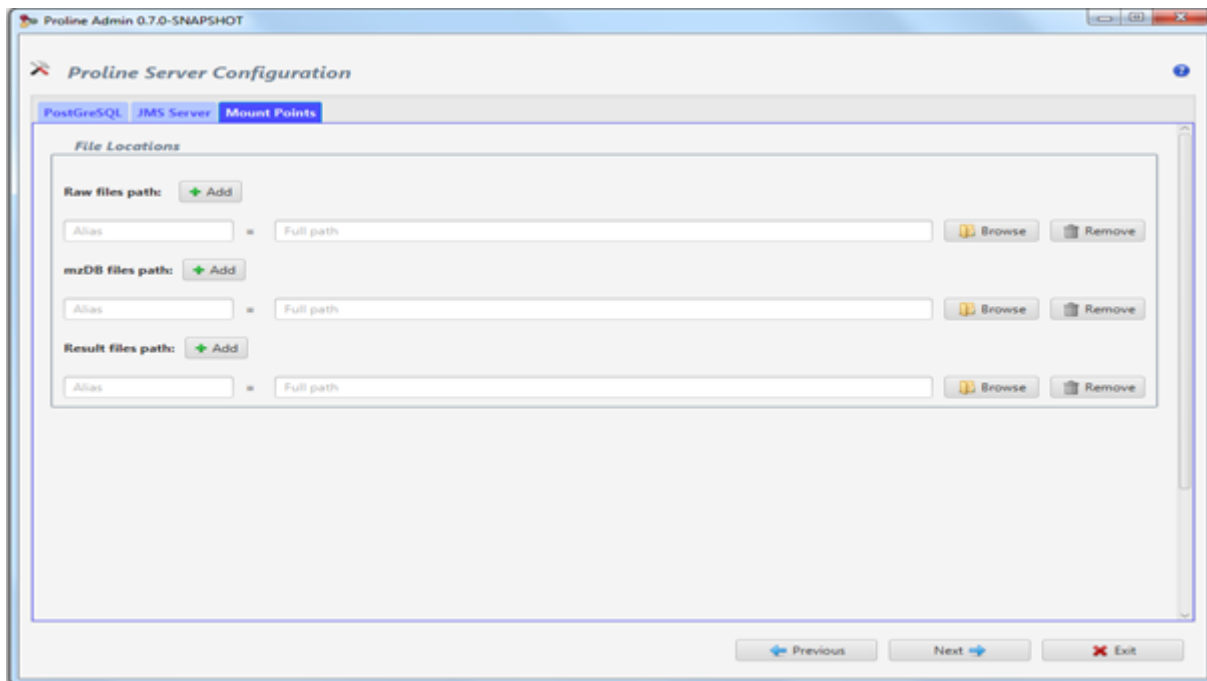 Proline Admin 0.7.0-SNAPSHOT
Proline Server Configuration
PostGreSQL JMS Server Mount Points
File Locations
Raw files path: Add
Alias = Full path Browse Remove
mzDB files path: Add
Alias = Full path Browse Remove
Result files path: Add
Alias = Full path Browse Remove
Previous Next Exit